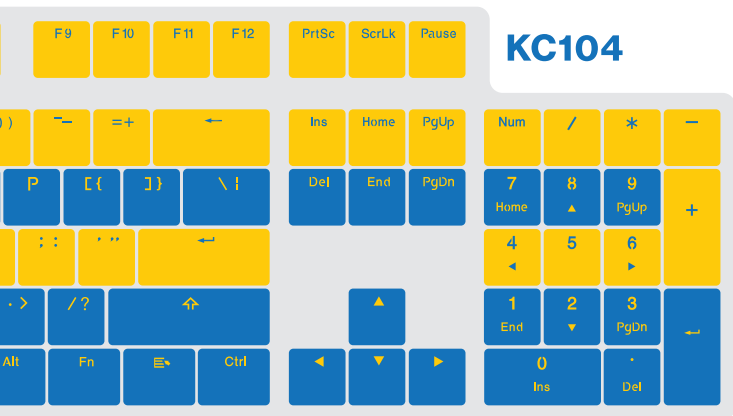 KC104
F9 F10 F11 F12 PrtSc ScrLk Pause
) -_ =+ ← Ins Home PgUp Num / * −
P [{ ]} \¦ Del End PgDn 7 8 9 +
Home ▲ PgUp
;: '" ↵ 4 5 6
◀ ▶
.> /? ⇧ ▲ 1 2 3 ↵
End ▼ PgDn
Alt Fn Ctrl ◀ ▼ ▶ 0 .
Ins Del